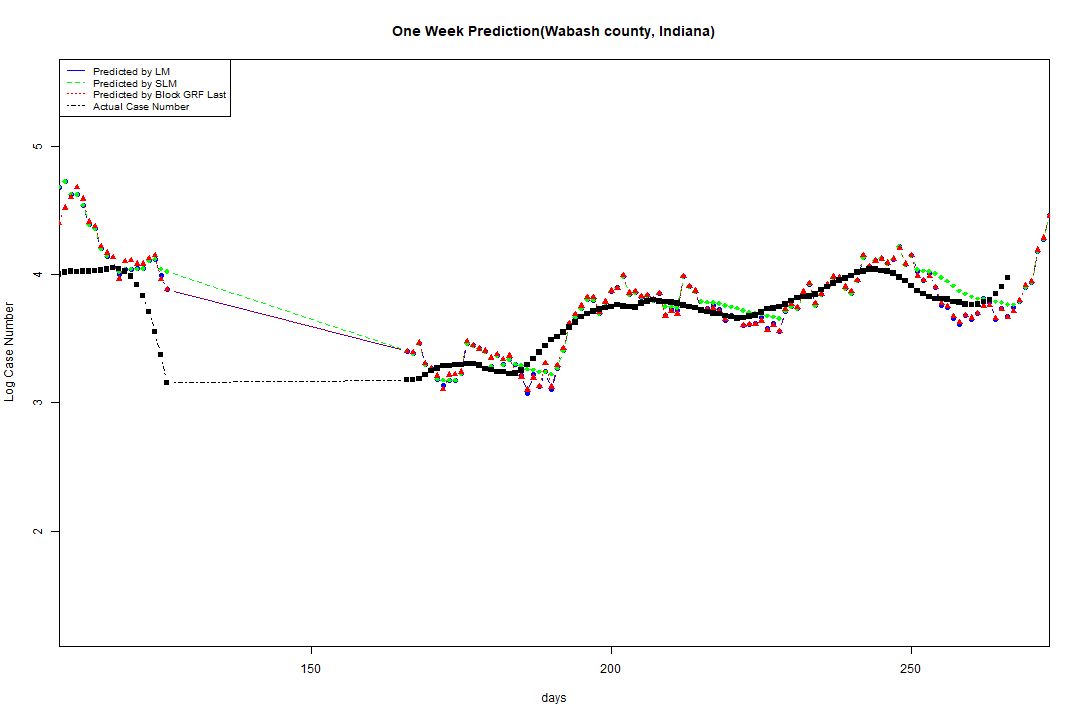 One Week Prediction(Wabash county, Indiana)
Predicted by LM
Predicted by SLM
Predicted by Block GRF Last
Actual Case Number
5
4
3
2
Log Case Number
150
200
250
days